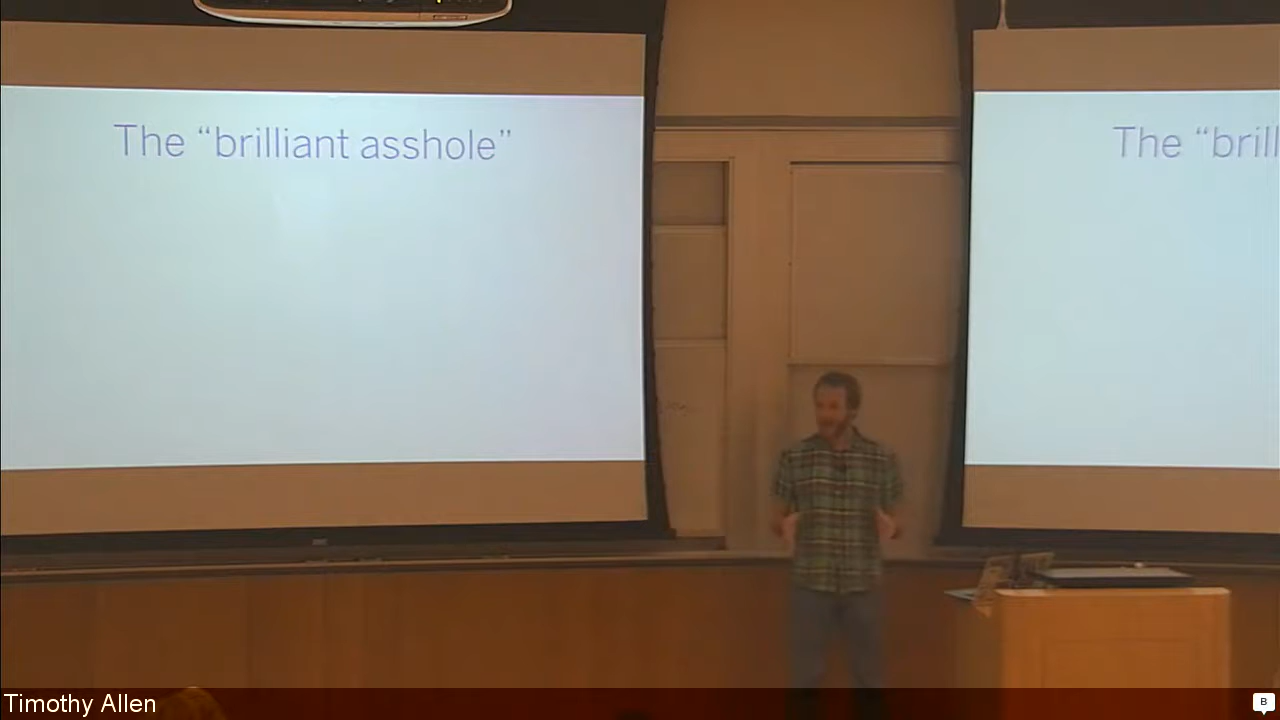 The “brilliant asshole”
The “brill
Timothy Allen
B